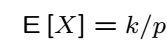 E [X] = k/p